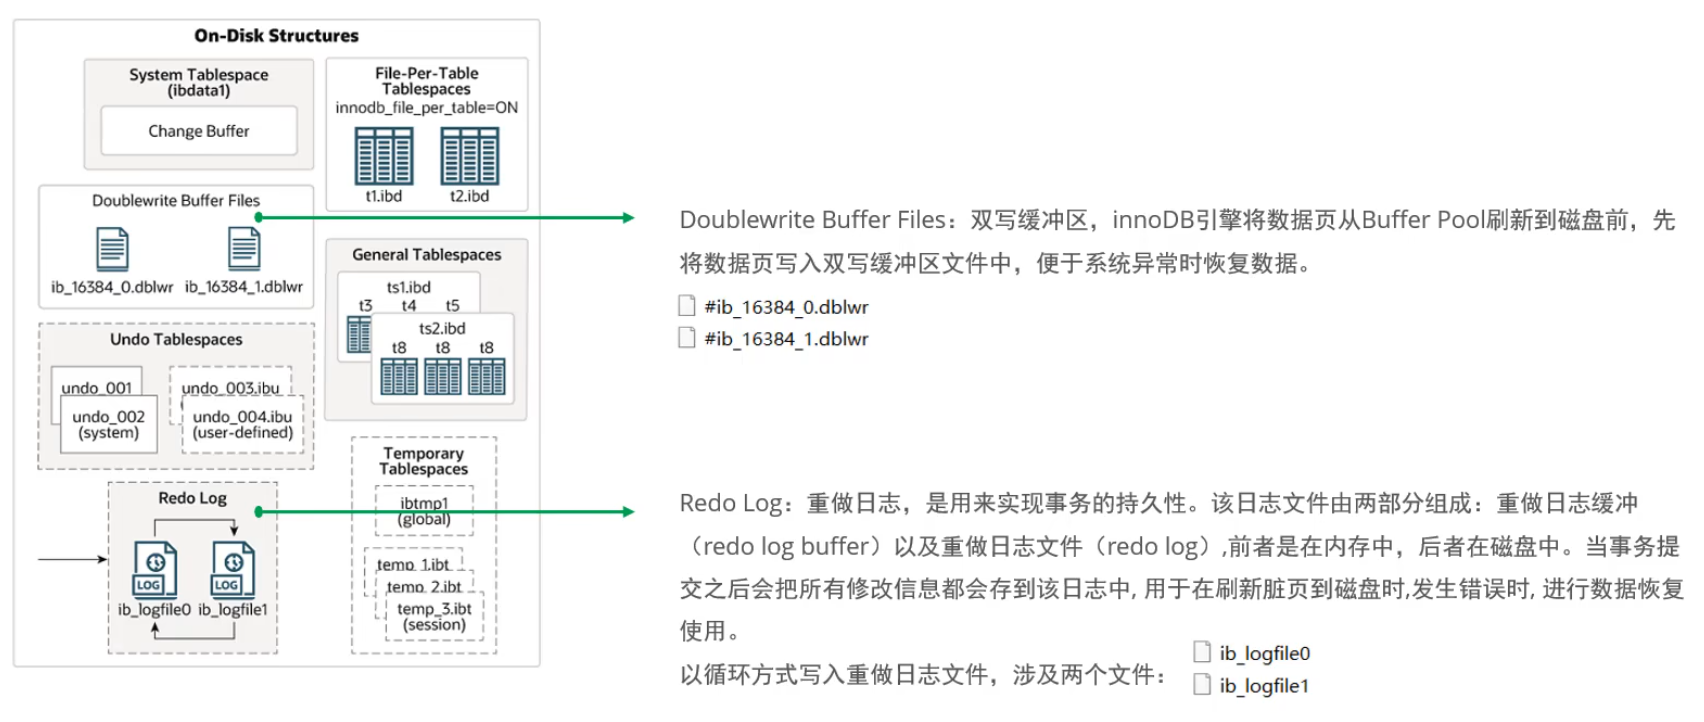 On-Disk Structures
System Tablespace
(ibdata1)
Change Buffer
File-Per-Table
Tablespaces
innodb_file_per_table=ON
t1.ibd
t2.ibd
Doublewrite Buffer Files
ib_16384_0.dblwr
ib_16384_1.dblwr
General Tablespaces
ts1.ibd
t3
t4
t5
ts2.ibd
t8
t8
t8
Undo Tablespaces
undo_001
undo_002
(system)
undo_003.ibu
undo_004.ibu
(user-defined)
Temporary
Tablespaces
ibtmp1
(global)
temp_1.ibt
temp_2.ibt
temp_3.ibt
(session)
Redo Log
LOG
LOG
ib_logfile0
ib_logfile1
Doublewrite Buffer Files：双写缓冲区，innoDB引擎将数据页从Buffer Pool刷新到磁盘前，先
将数据页写入双写缓冲区文件中，便于系统异常时恢复数据。
#ib_16384_0.dblwr
#ib_16384_1.dblwr
Redo Log：重做日志，是用来实现事务的持久性。该日志文件由两部分组成：重做日志缓冲
（redo log buffer）以及重做日志文件（redo log）,前者是在内存中，后者在磁盘中。当事务提
交之后会把所有修改信息都会存到该日志中, 用于在刷新脏页到磁盘时,发生错误时, 进行数据恢复
使用。
以循环方式写入重做日志文件，涉及两个文件：
ib_logfile0
ib_logfile1